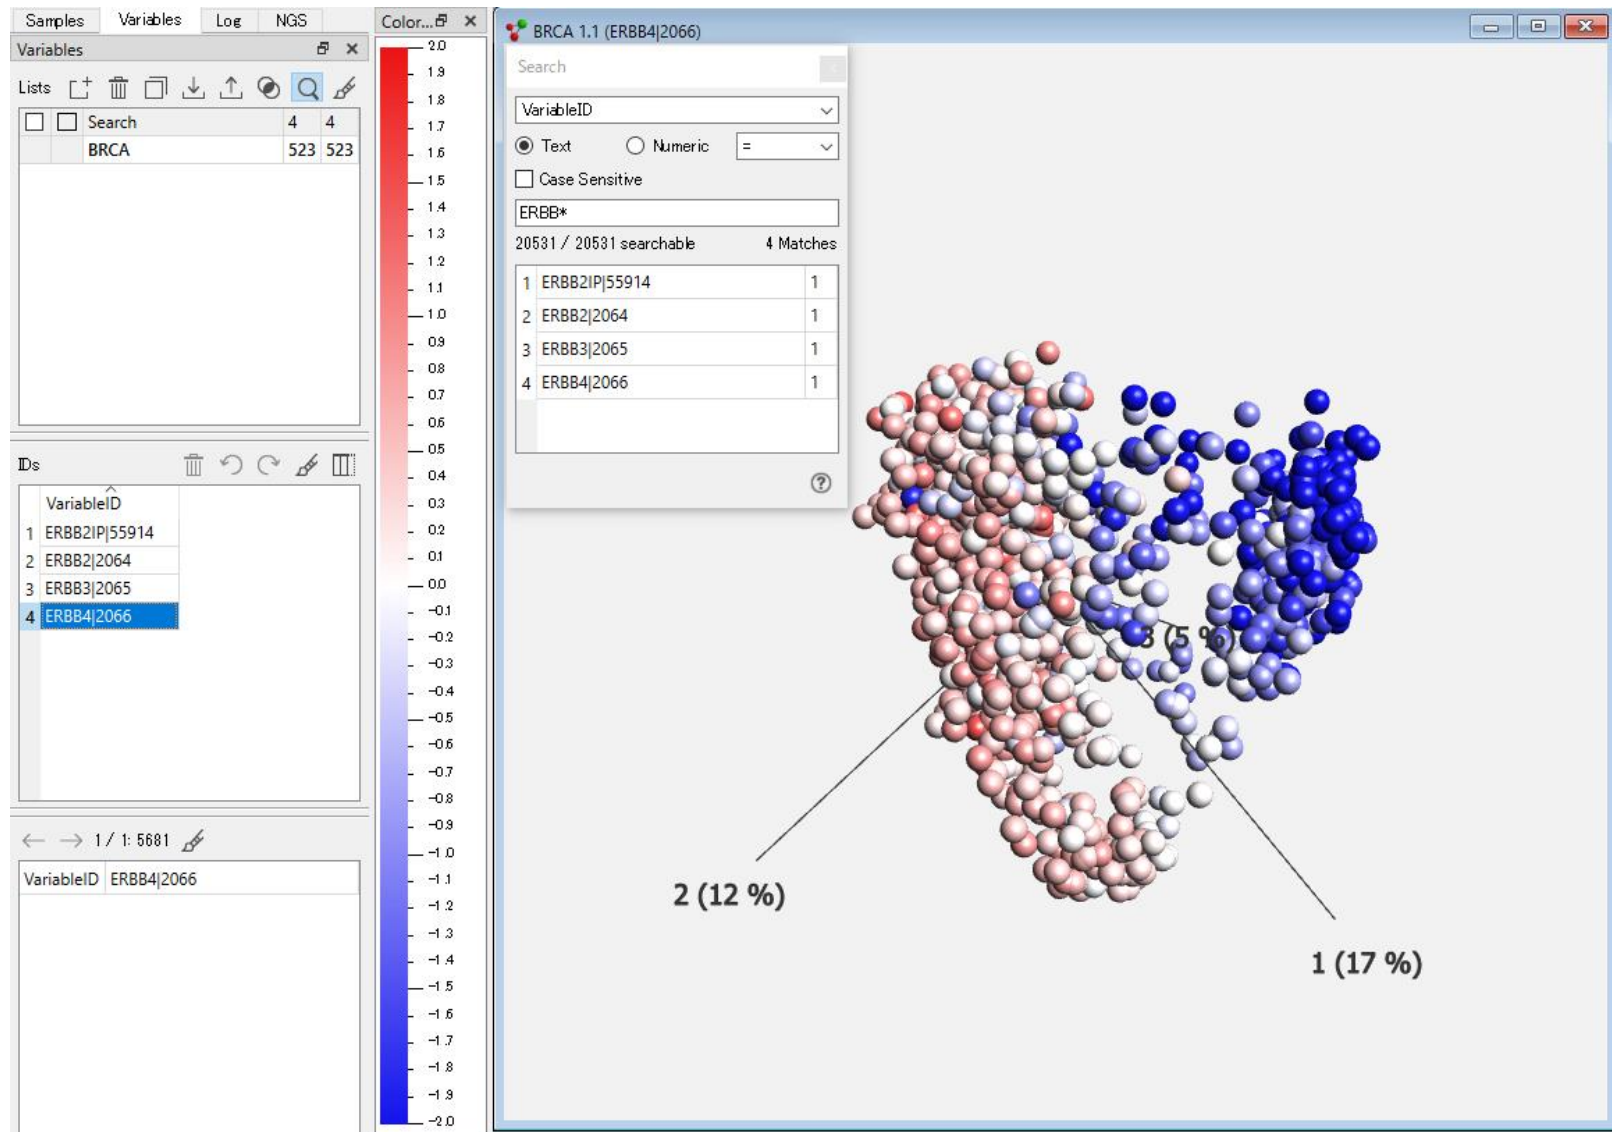 Samples Variables Log NGS
Variables
Lists
Search 4 4
BRCA 523 523
IDs
VariableID
1 ERBB2IP|55914
2 ERBB2|2064
3 ERBB3|2065
4 ERBB4|2066
1 / 1: 5681
VariableID ERBB4|2066
Color...
2.0
1.9
1.8
1.7
1.6
1.5
1.4
1.3
1.2
1.1
1.0
0.9
0.8
0.7
0.6
0.5
0.4
0.3
0.2
0.1
0.0
-0.1
-0.2
-0.3
-0.4
-0.5
-0.6
-0.7
-0.8
-0.9
-1.0
-1.1
-1.2
-1.3
-1.4
-1.5
-1.6
-1.7
-1.8
-1.9
-2.0
BRCA 1.1 (ERBB4|2066)
Search
VariableID
Text Numeric =
Case Sensitive
ERBB*
20531 / 20531 searchable 4 Matches
1 ERBB2IP|55914 1
2 ERBB2|2064 1
3 ERBB3|2065 1
4 ERBB4|2066 1
?
3 (5 %)
2 (12 %)
1 (17 %)